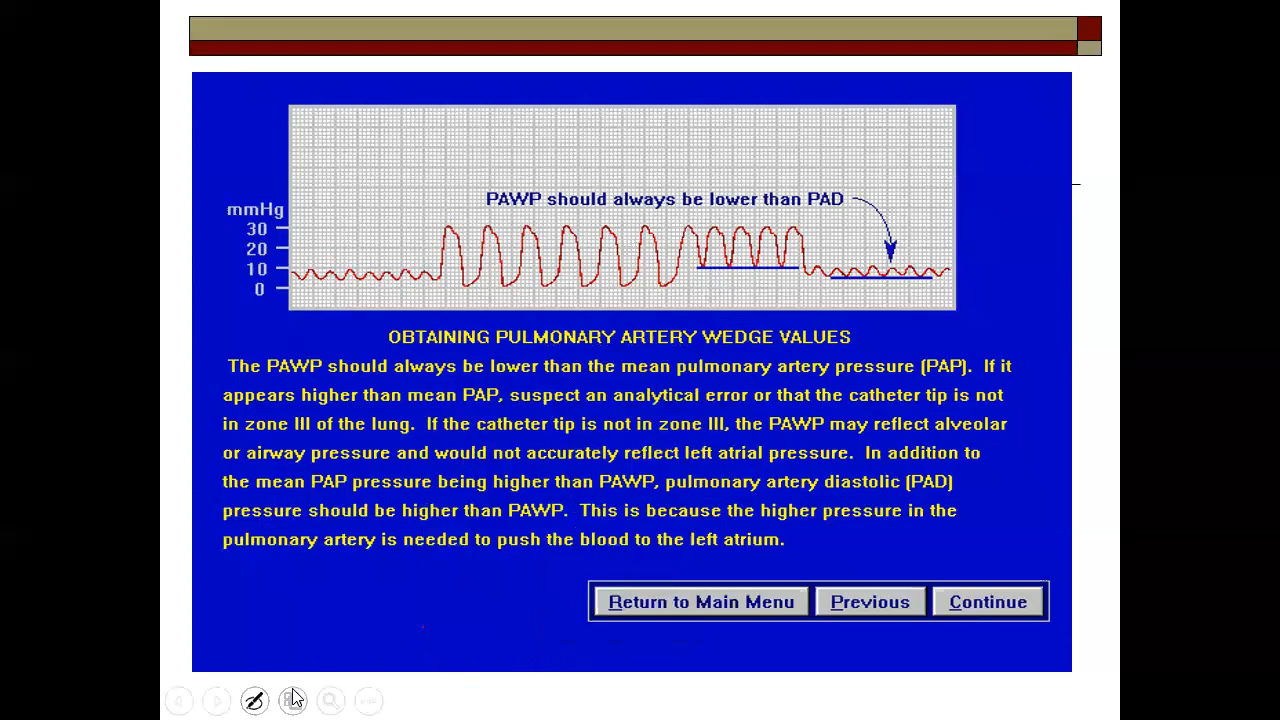 PAWP should always be lower than PAD
mmHg
30
20
10
0
OBTAINING PULMONARY ARTERY WEDGE VALUES
The PAWP should always be lower than the mean pulmonary artery pressure (PAP). If it
appears higher than mean PAP, suspect an analytical error or that the catheter tip is not
in zone III of the lung. If the catheter tip is not in zone III, the PAWP may reflect alveolar
or airway pressure and would not accurately reflect left atrial pressure. In addition to
the mean PAP pressure being higher than PAWP, pulmonary artery diastolic (PAD)
pressure should be higher than PAWP. This is because the higher pressure in the
pulmonary artery is needed to push the blood to the left atrium.
Return to Main Menu Previous Continue